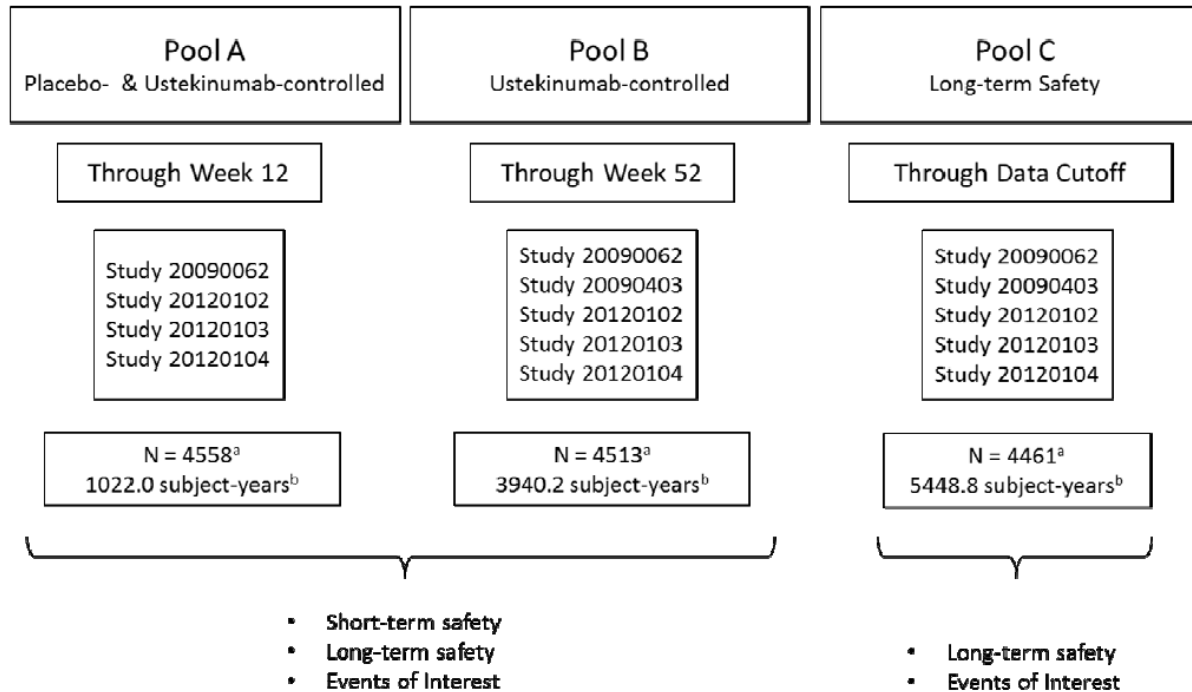 Pool A
Placebo- & Ustekinumab-controlled
Through Week 12
Study 20090062
Study 20120102
Study 20120103
Study 20120104
N = 4558ᵃ
1022.0 subject-yearsᵇ
Pool B
Ustekinumab-controlled
Through Week 52
Study 20090062
Study 20090403
Study 20120102
Study 20120103
Study 20120104
N = 4513ᵃ
3940.2 subject-yearsᵇ
• Short-term safety
• Long-term safety
• Events of Interest
Pool C
Long-term Safety
Through Data Cutoff
Study 20090062
Study 20090403
Study 20120102
Study 20120103
Study 20120104
N = 4461ᵃ
5448.8 subject-yearsᵇ
• Long-term safety
• Events of Interest